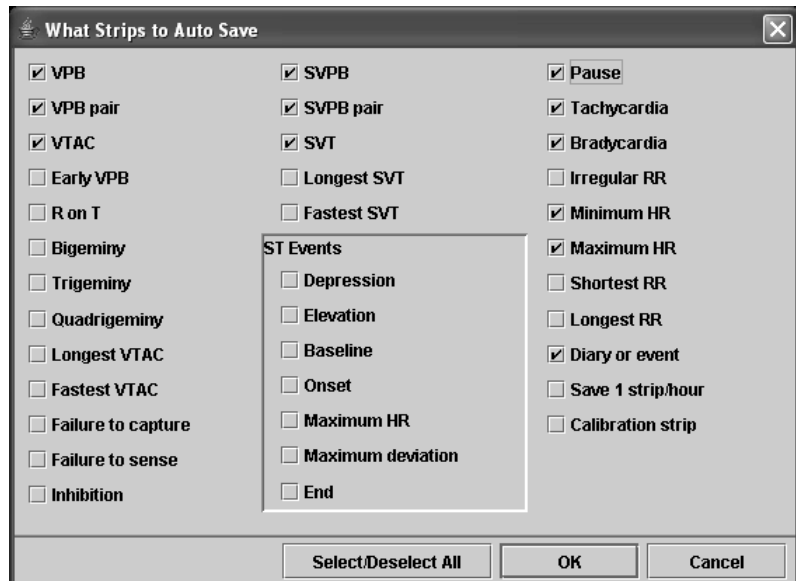 What Strips to Auto Save
VPB
VPB pair
VTAC
Early VPB
R on T
Bigeminy
Trigeminy
Quadrigeminy
Longest VTAC
Fastest VTAC
Failure to capture
Failure to sense
Inhibition
SVPB
SVPB pair
SVT
Longest SVT
Fastest SVT
ST Events
Depression
Elevation
Baseline
Onset
Maximum HR
Maximum deviation
End
Pause
Tachycardia
Bradycardia
Irregular RR
Minimum HR
Maximum HR
Shortest RR
Longest RR
Diary or event
Save 1 strip/hour
Calibration strip
Select/Deselect All
OK
Cancel